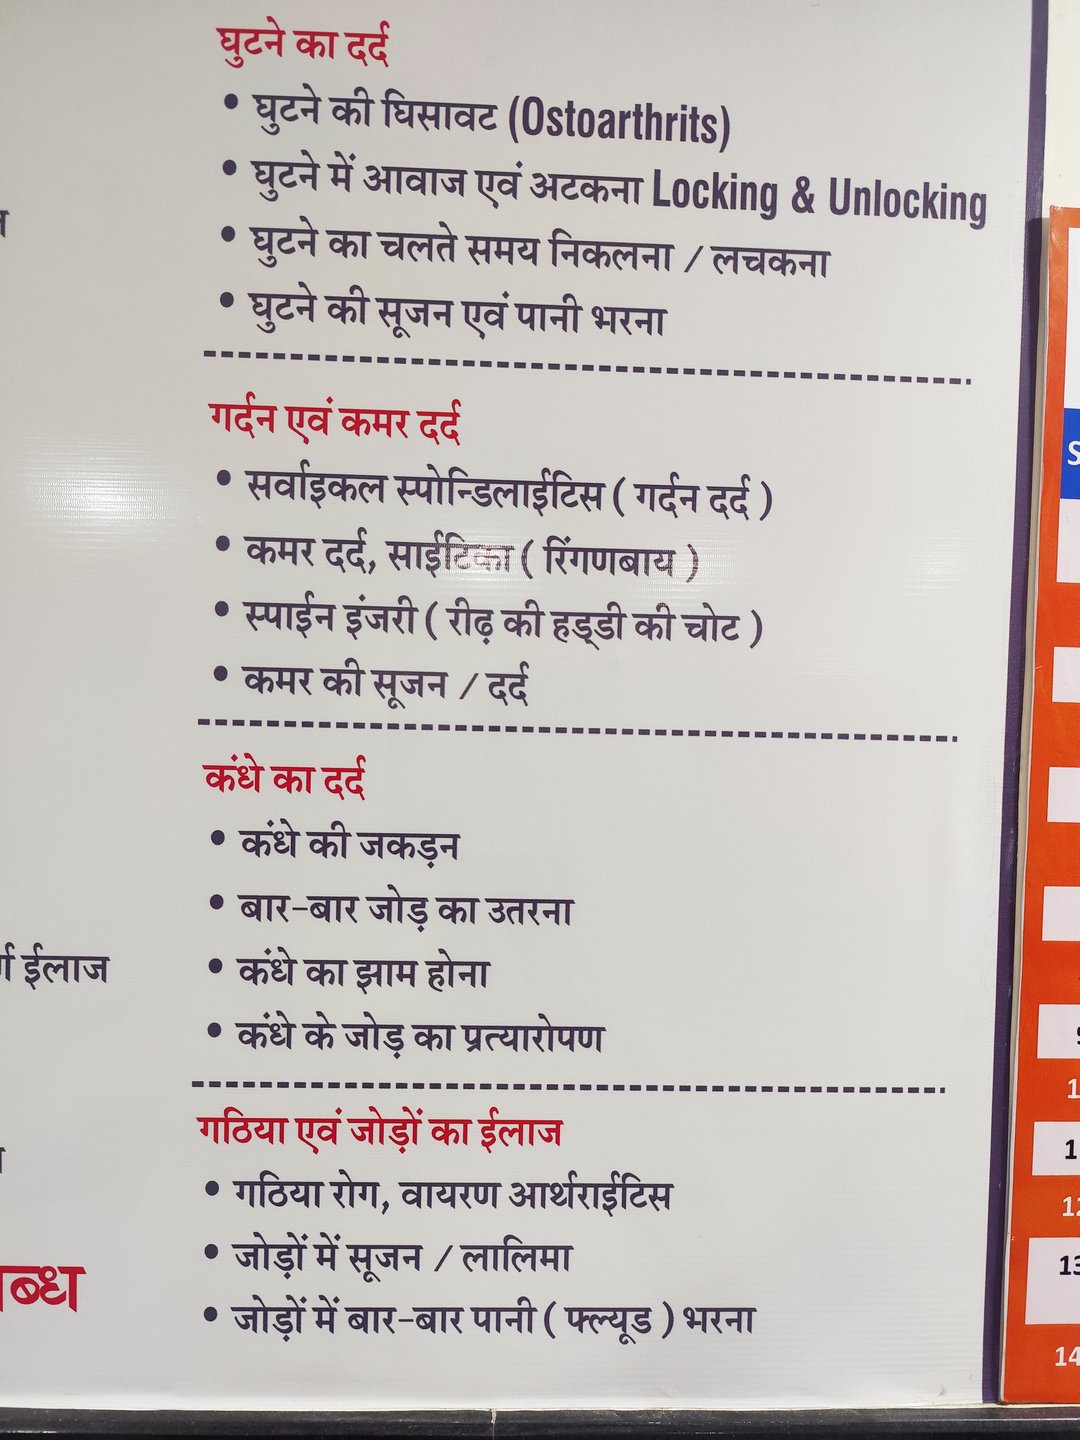 घुटने का दर्द
• घुटने की घिसावट (Ostoarthrits)
• घुटने में आवाज एवं अटकना Locking & Unlocking
• घुटने का चलते समय निकलना / लचकना
• घुटने की सूजन एवं पानी भरना
गर्दन एवं कमर दर्द
• सर्वाइकल स्पोन्डिलाईटिस ( गर्दन दर्द )
• कमर दर्द, साईटिका ( रिंगणबाय )
• स्पाईन इंजरी ( रीढ़ की हड्डी की चोट )
• कमर की सूजन / दर्द
कंधे का दर्द
• कंधे की जकड़न
• बार-बार जोड़ का उतरना
ईलाज
• कंधे का झाम होना
• कंधे के जोड़ का प्रत्यारोपण
गठिया एवं जोड़ों का ईलाज
• गठिया रोग, वायरण आर्थराईटिस
• जोड़ों में सूजन / लालिमा
• जोड़ों में बार-बार पानी ( फ्ल्यूड ) भरना